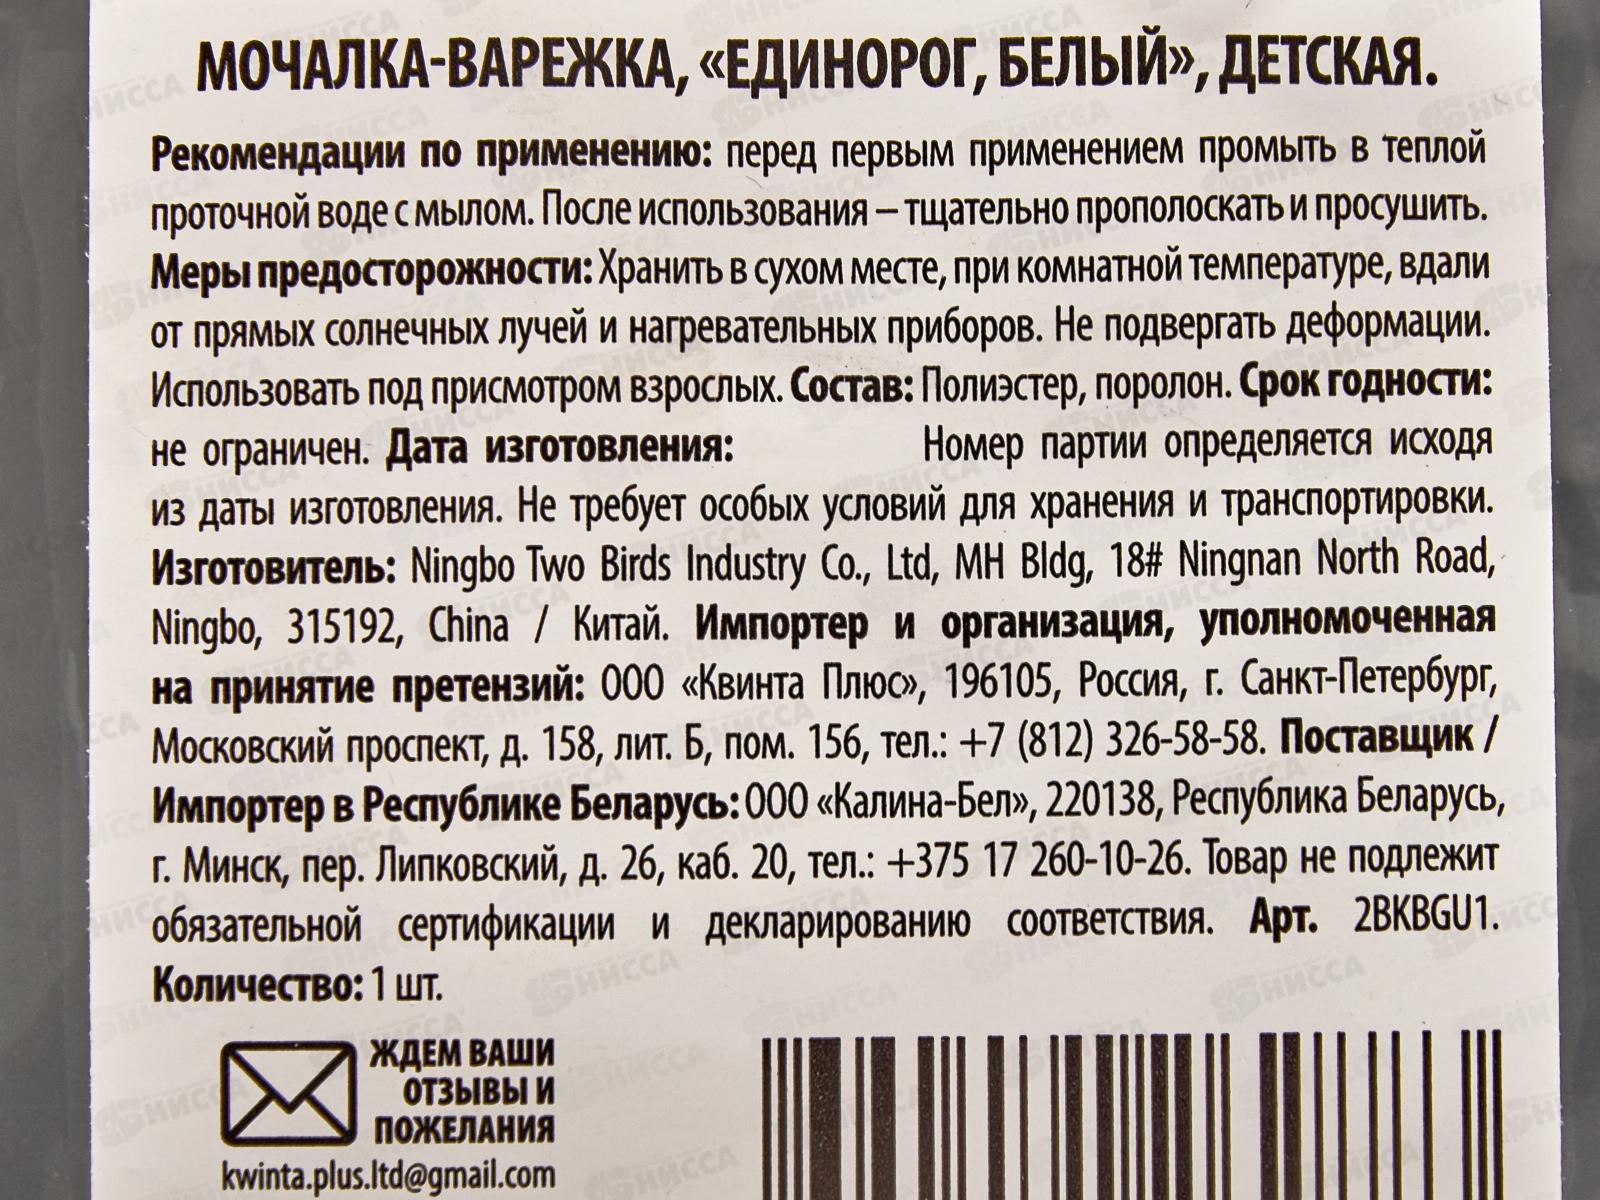 МОЧАЛКА-ВАРЕЖКА, «ЕДИНОРОГ, БЕЛЫЙ», ДЕТСКАЯ.
Рекомендации по применению: перед первым применением промыть в теплой
проточной воде с мылом. После использования – тщательно прополоскать и просушить.
Меры предосторожности: Хранить в сухом месте, при комнатной температуре, вдали
от прямых солнечных лучей и нагревательных приборов. Не подвергать деформации.
Использовать под присмотром взрослых. Состав: Полиэстер, поролон. Срок годности:
не ограничен. Дата изготовления: Номер партии определяется исходя
из даты изготовления. Не требует особых условий для хранения и транспортировки.
Изготовитель: Ningbo Two Birds Industry Co., Ltd, MH Bldg, 18# Ningnan North Road,
Ningbo, 315192, China / Китай. Импортер и организация, уполномоченная
на принятие претензий: ООО «Квинта Плюс», 196105, Россия, г. Санкт-Петербург,
Московский проспект, д. 158, лит. Б, пом. 156, тел.: +7 (812) 326-58-58. Поставщик /
Импортер в Республике Беларусь: ООО «Калина-Бел», 220138, Республика Беларусь,
г. Минск, пер. Липковский, д. 26, каб. 20, тел.: +375 17 260-10-26. Товар не подлежит
обязательной сертификации и декларированию соответствия. Арт. 2BKBGU1.
Количество: 1 шт.
ЖДЕМ ВАШИ
ОТЗЫВЫ И
ПОЖЕЛАНИЯ
kwinta.plus.ltd@gmail.com